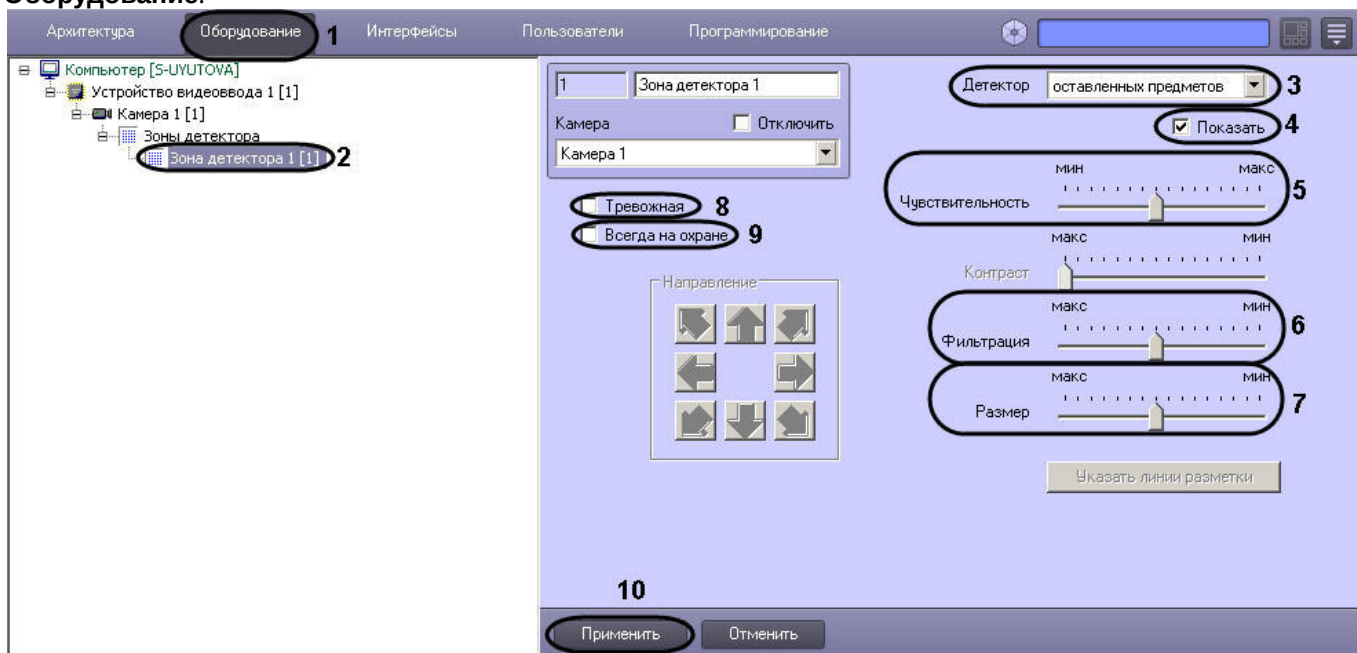 Оборудование.
Архитектура Оборудование 1 Интерфейсы Пользователи Программирование
Компьютер [S-UYUTOVA]
Устройство видеоввода 1 [1]
Камера 1 [1]
Зоны детектора
Зона детектора 1 [1] 2
1 Зона детектора 1
Камера Отключить
Камера 1
Тревожная 8
Всегда на охране 9
Направление
Детектор оставленных предметов 3
Показать 4
мин макс
Чувствительность 5
макс мин
Контраст
макс мин
Фильтрация 6
макс мин
Размер 7
Указать линии разметки
10
Применить Отменить